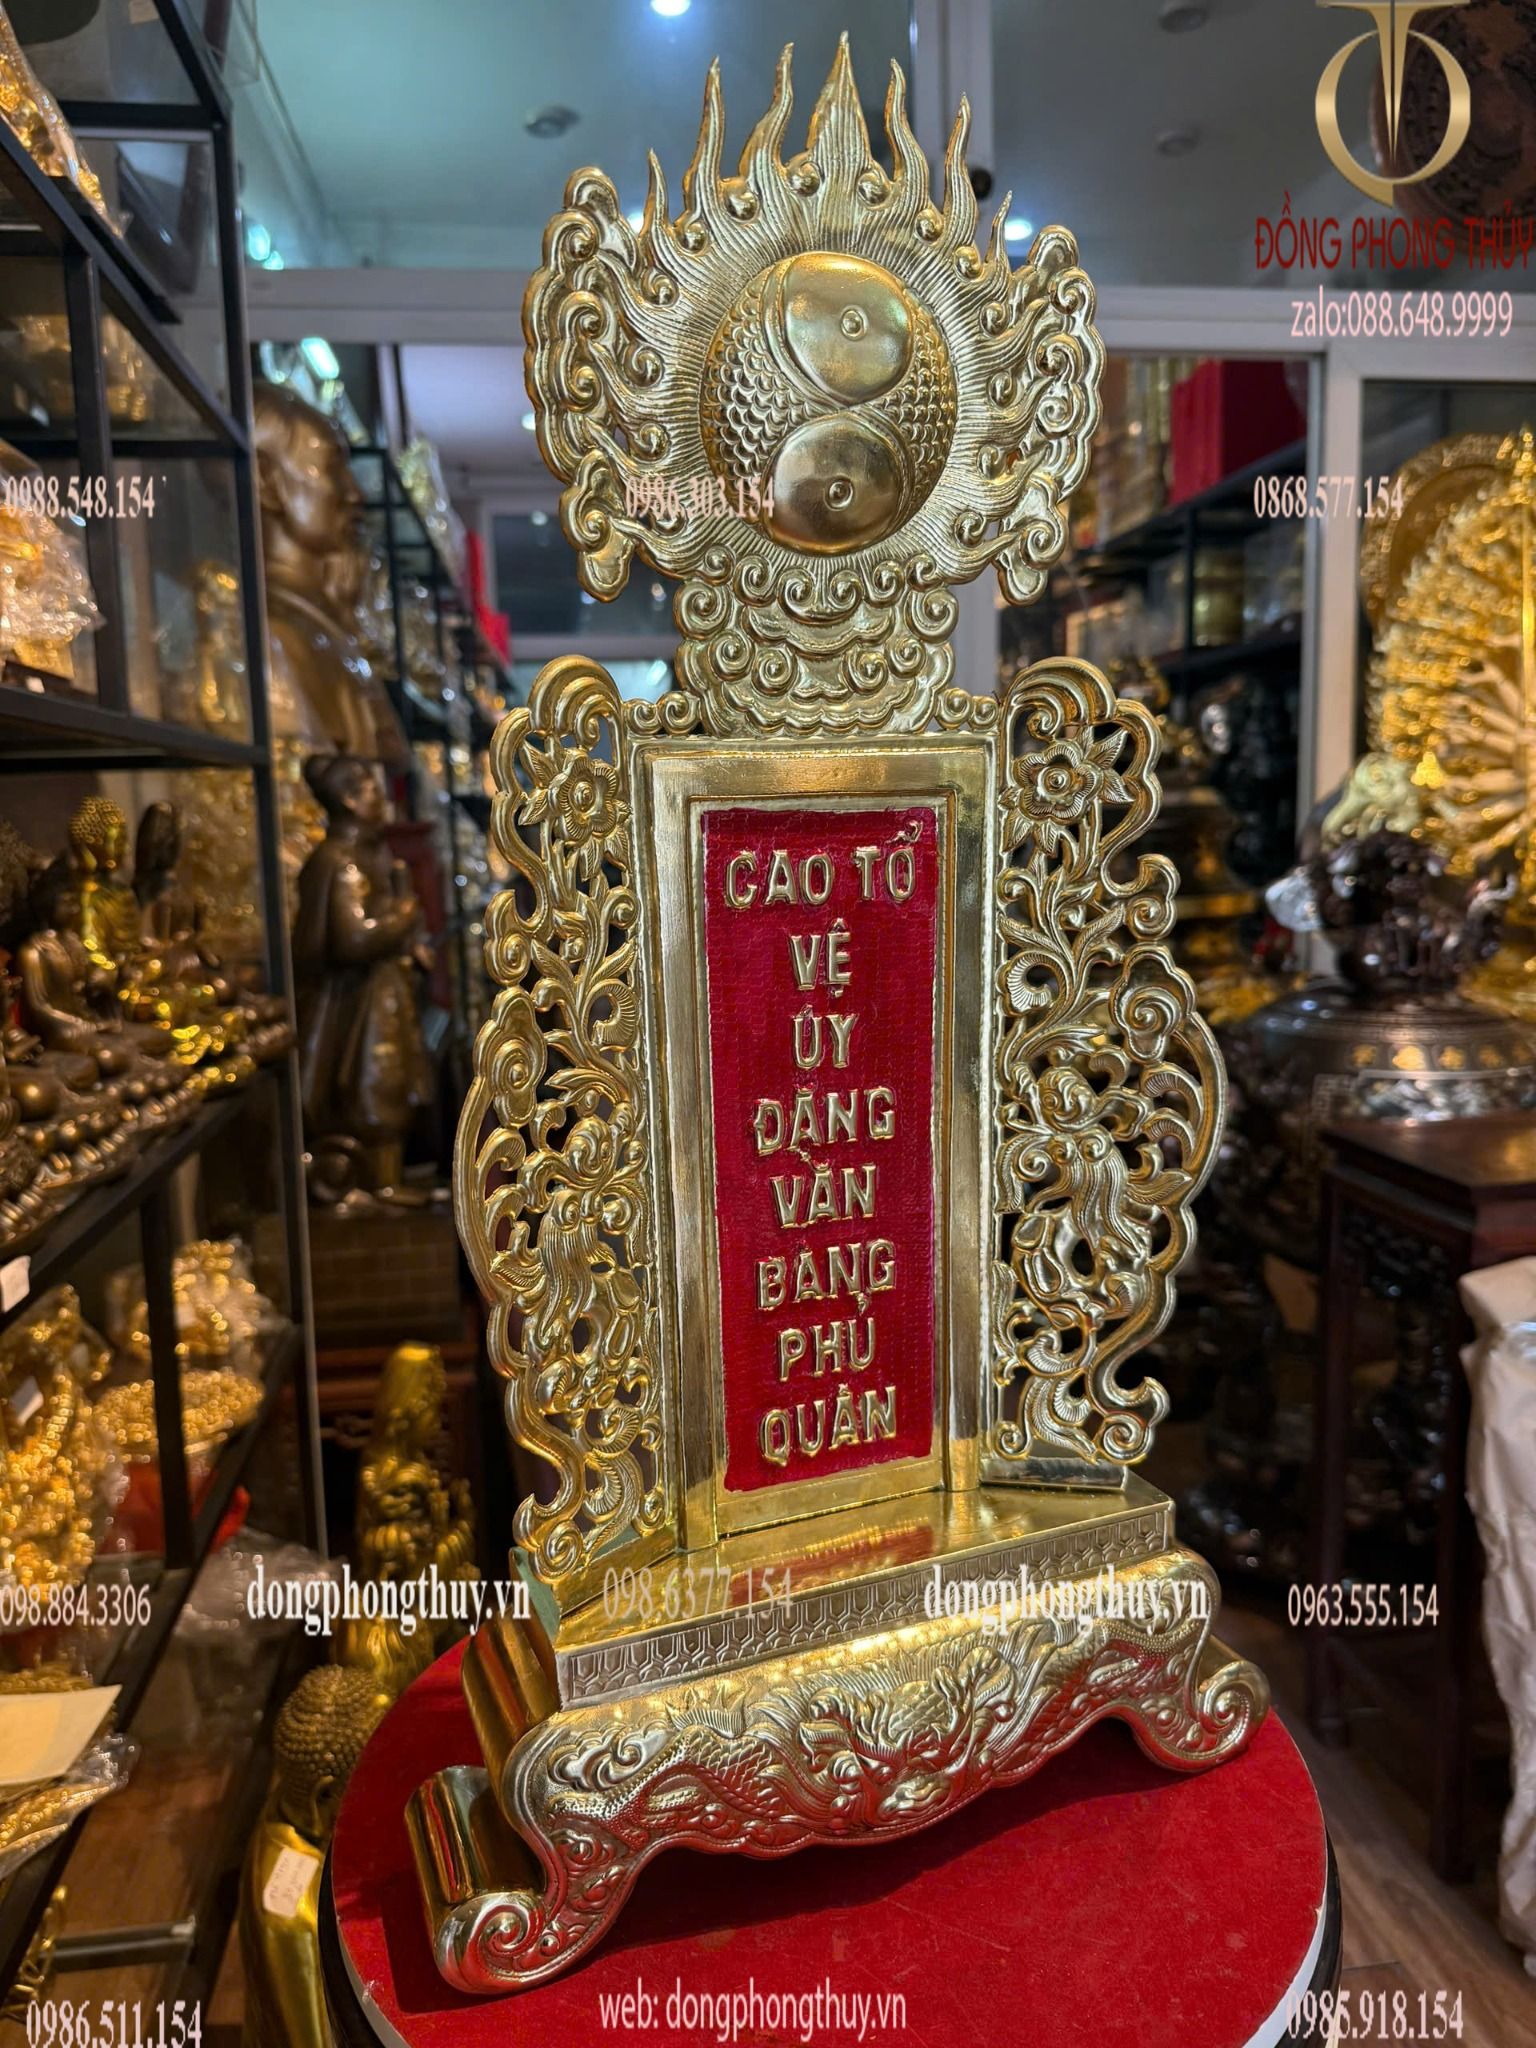 ĐỒNG PHONG THỦY
zalo:088.648.9999
0988.548.154
0986.303.154
0868.577.154
CAO TỔ
VỆ
ÚY
ĐẶNG
VĂN
BẢNG
PHỦ
QUÂN
098.884.3306
dongphongthuy.vn
098.6377.154
dongphongthuy.vn
0963.555.154
0986.511.154
web: dongphongthuy.vn
0985.918.154